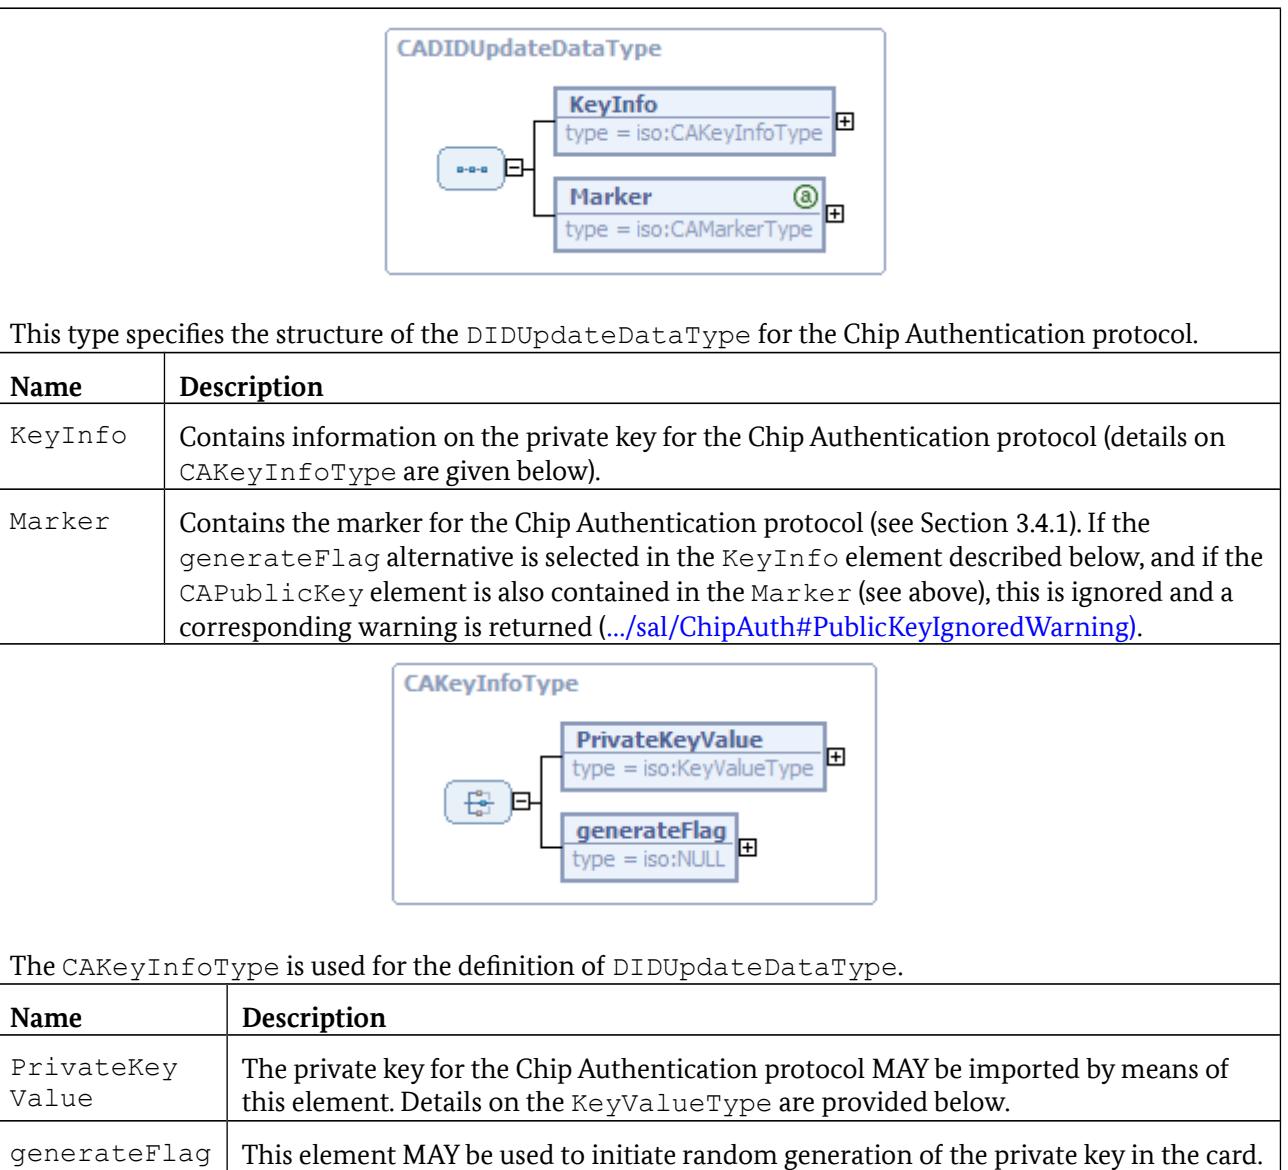 CADIDUpdateDataType
KeyInfo
type = iso:CAKeyInfoType
Marker
type = iso:CAMarkerType
This type specifies the structure of the DIDUpdateDataType for the Chip Authentication protocol.
Name Description
KeyInfo Contains information on the private key for the Chip Authentication protocol (details on
CAKeyInfoType are given below).
Marker Contains the marker for the Chip Authentication protocol (see Section 3.4.1). If the
generateFlag alternative is selected in the KeyInfo element described below, and if the
CAPublicKey element is also contained in the Marker (see above), this is ignored and a
corresponding warning is returned (.../sal/ChipAuth#PublicKeyIgnoredWarning).
CAKeyInfoType
PrivateKeyValue
type = iso:KeyValueType
generateFlag
type = iso:NULL
The CAKeyInfoType is used for the definition of DIDUpdateDataType.
Name Description
PrivateKey The private key for the Chip Authentication protocol MAY be imported by means of
Value this element. Details on the KeyValueType are provided below.
generateFlag This element MAY be used to initiate random generation of the private key in the card.